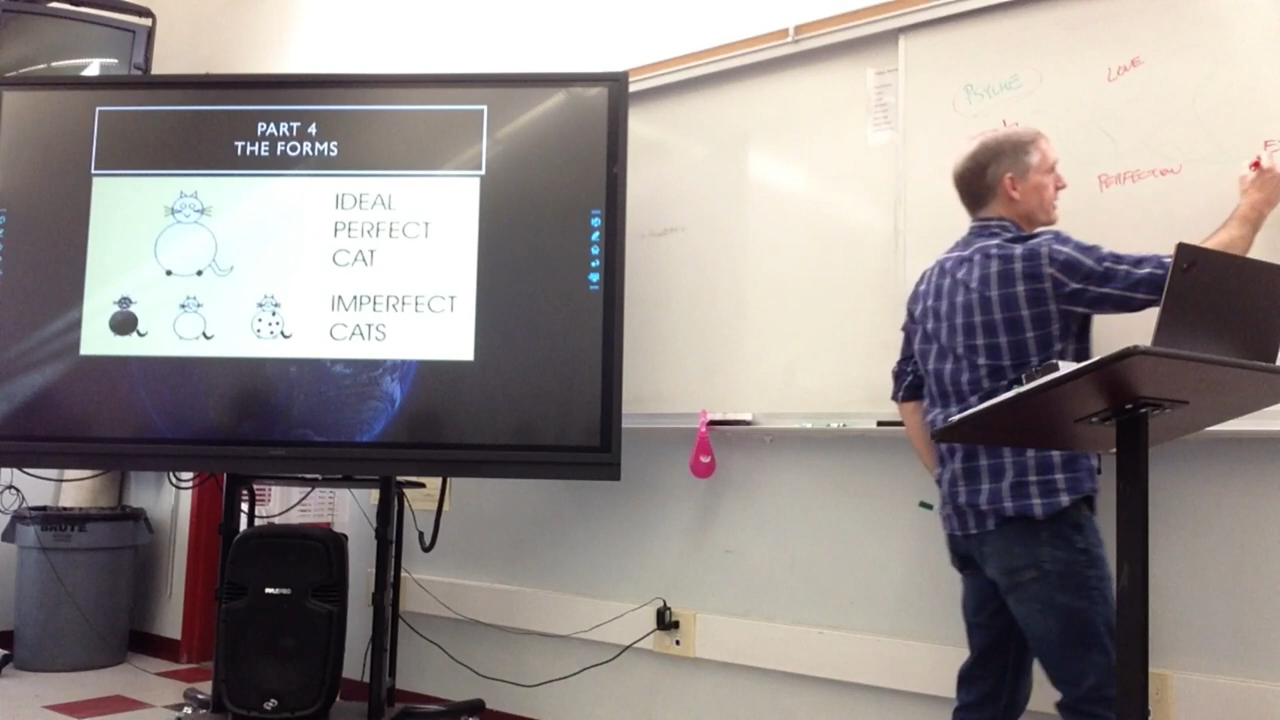 PART 4
THE FORMS
IDEAL
PERFECT
CAT
IMPERFECT
CATS
PSYCHE
LOVE
PERFECTION
BRUTE